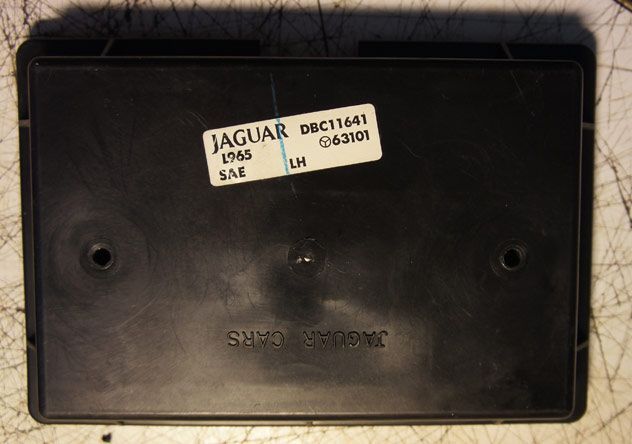 JAGUAR DBC11641
L965 63101
SAE LH
JAGUAR CARS